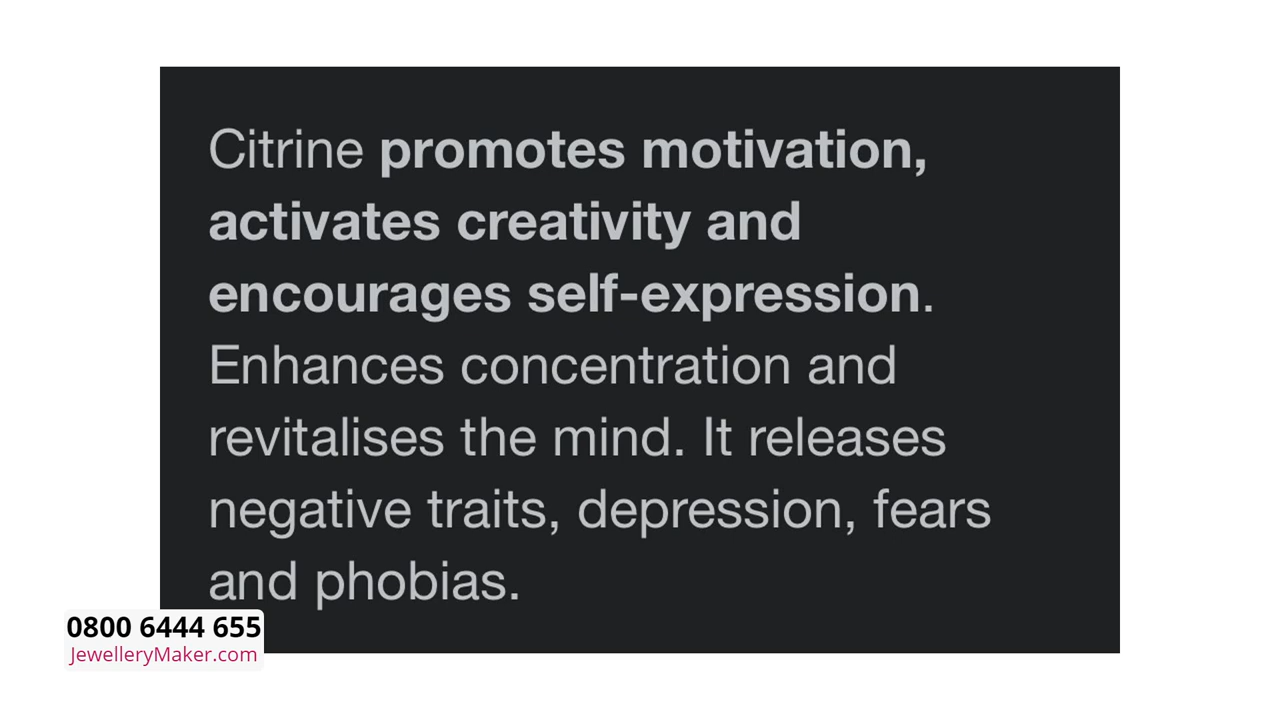 Citrine promotes motivation,
activates creativity and
encourages self-expression.
Enhances concentration and
revitalises the mind. It releases
negative traits, depression, fears
and phobias.
0800 6444 655
JewelleryMaker.com